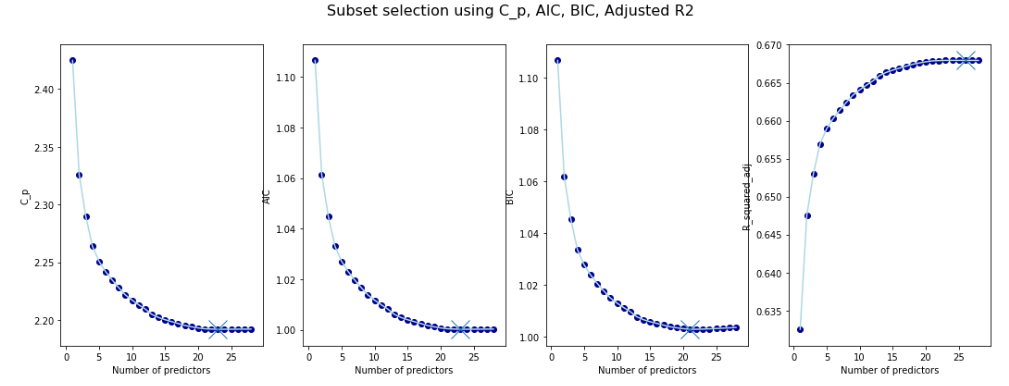 Subset selection using C_p, AIC, BIC, Adjusted R2
C_p
2.40
2.35
2.30
2.25
2.20
0 5 10 15 20 25
Number of predictors
AIC
1.10
1.08
1.06
1.04
1.02
1.00
0 5 10 15 20 25
Number of predictors
BIC
1.10
1.08
1.06
1.04
1.02
1.00
0 5 10 15 20 25
Number of predictors
R_squared_adj
0.670
0.665
0.660
0.655
0.650
0.645
0.640
0.635
0 5 10 15 20 25
Number of predictors